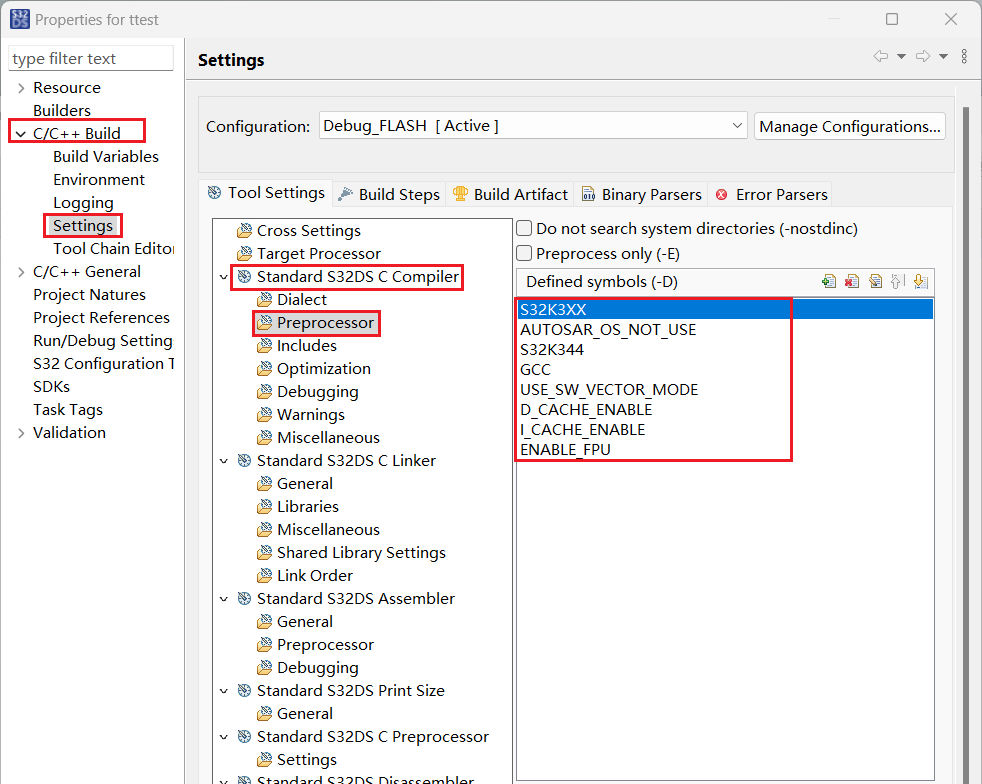 S32 DS
Properties for ttest
type filter text
Resource
Builders
C/C++ Build
Build Variables
Environment
Logging
Settings
Tool Chain Editor
C/C++ General
Project Natures
Project References
Run/Debug Setting
S32 Configuration T
SDKs
Task Tags
Validation
Settings
Configuration:
Debug_FLASH [ Active ]
Manage Configurations...
Tool Settings
Build Steps
Build Artifact
Binary Parsers
Error Parsers
Cross Settings
Target Processor
Standard S32DS C Compiler
Dialect
Preprocessor
Includes
Optimization
Debugging
Warnings
Miscellaneous
Standard S32DS C Linker
General
Libraries
Miscellaneous
Shared Library Settings
Link Order
Standard S32DS Assembler
General
Preprocessor
Debugging
Standard S32DS Print Size
General
Standard S32DS C Preprocessor
Settings
Standard S32DS Disassembler
Do not search system directories (-nostdinc)
Preprocess only (-E)
Defined symbols (-D)
S32K3XX
AUTOSAR_OS_NOT_USE
S32K344
GCC
USE_SW_VECTOR_MODE
D_CACHE_ENABLE
I_CACHE_ENABLE
ENABLE_FPU